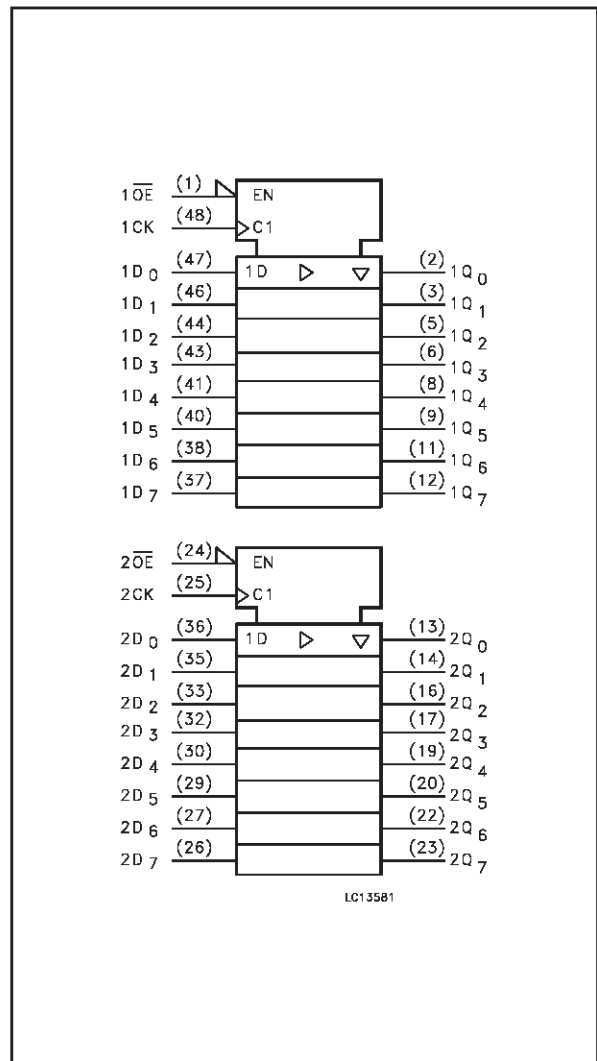 1O̅E̅ (1) EN
1CK (48) C1
1D0 (47) 1D (2) 1Q0
1D1 (46) (3) 1Q1
1D2 (44) (5) 1Q2
1D3 (43) (6) 1Q3
1D4 (41) (8) 1Q4
1D5 (40) (9) 1Q5
1D6 (38) (11) 1Q6
1D7 (37) (12) 1Q7
2O̅E̅ (24) EN
2CK (25) C1
2D0 (36) 1D (13) 2Q0
2D1 (35) (14) 2Q1
2D2 (33) (16) 2Q2
2D3 (32) (17) 2Q3
2D4 (30) (19) 2Q4
2D5 (29) (20) 2Q5
2D6 (27) (22) 2Q6
2D7 (26) (23) 2Q7
LC13581